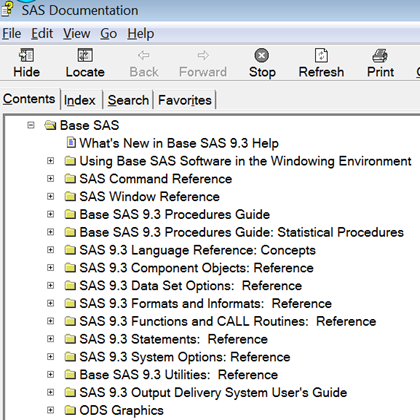 SAS Documentation
File Edit View Go Help
Hide Locate Back Forward Stop Refresh Print
Contents Index Search Favorites
Base SAS
What's New in Base SAS 9.3 Help
Using Base SAS Software in the Windowing Environment
SAS Command Reference
SAS Window Reference
Base SAS 9.3 Procedures Guide
Base SAS 9.3 Procedures Guide: Statistical Procedures
SAS 9.3 Language Reference: Concepts
SAS 9.3 Component Objects: Reference
SAS 9.3 Data Set Options: Reference
SAS 9.3 Formats and Informats: Reference
SAS 9.3 Functions and CALL Routines: Reference
SAS 9.3 Statements: Reference
SAS 9.3 System Options: Reference
Base SAS 9.3 Utilities: Reference
SAS 9.3 Output Delivery System User's Guide
ODS Graphics